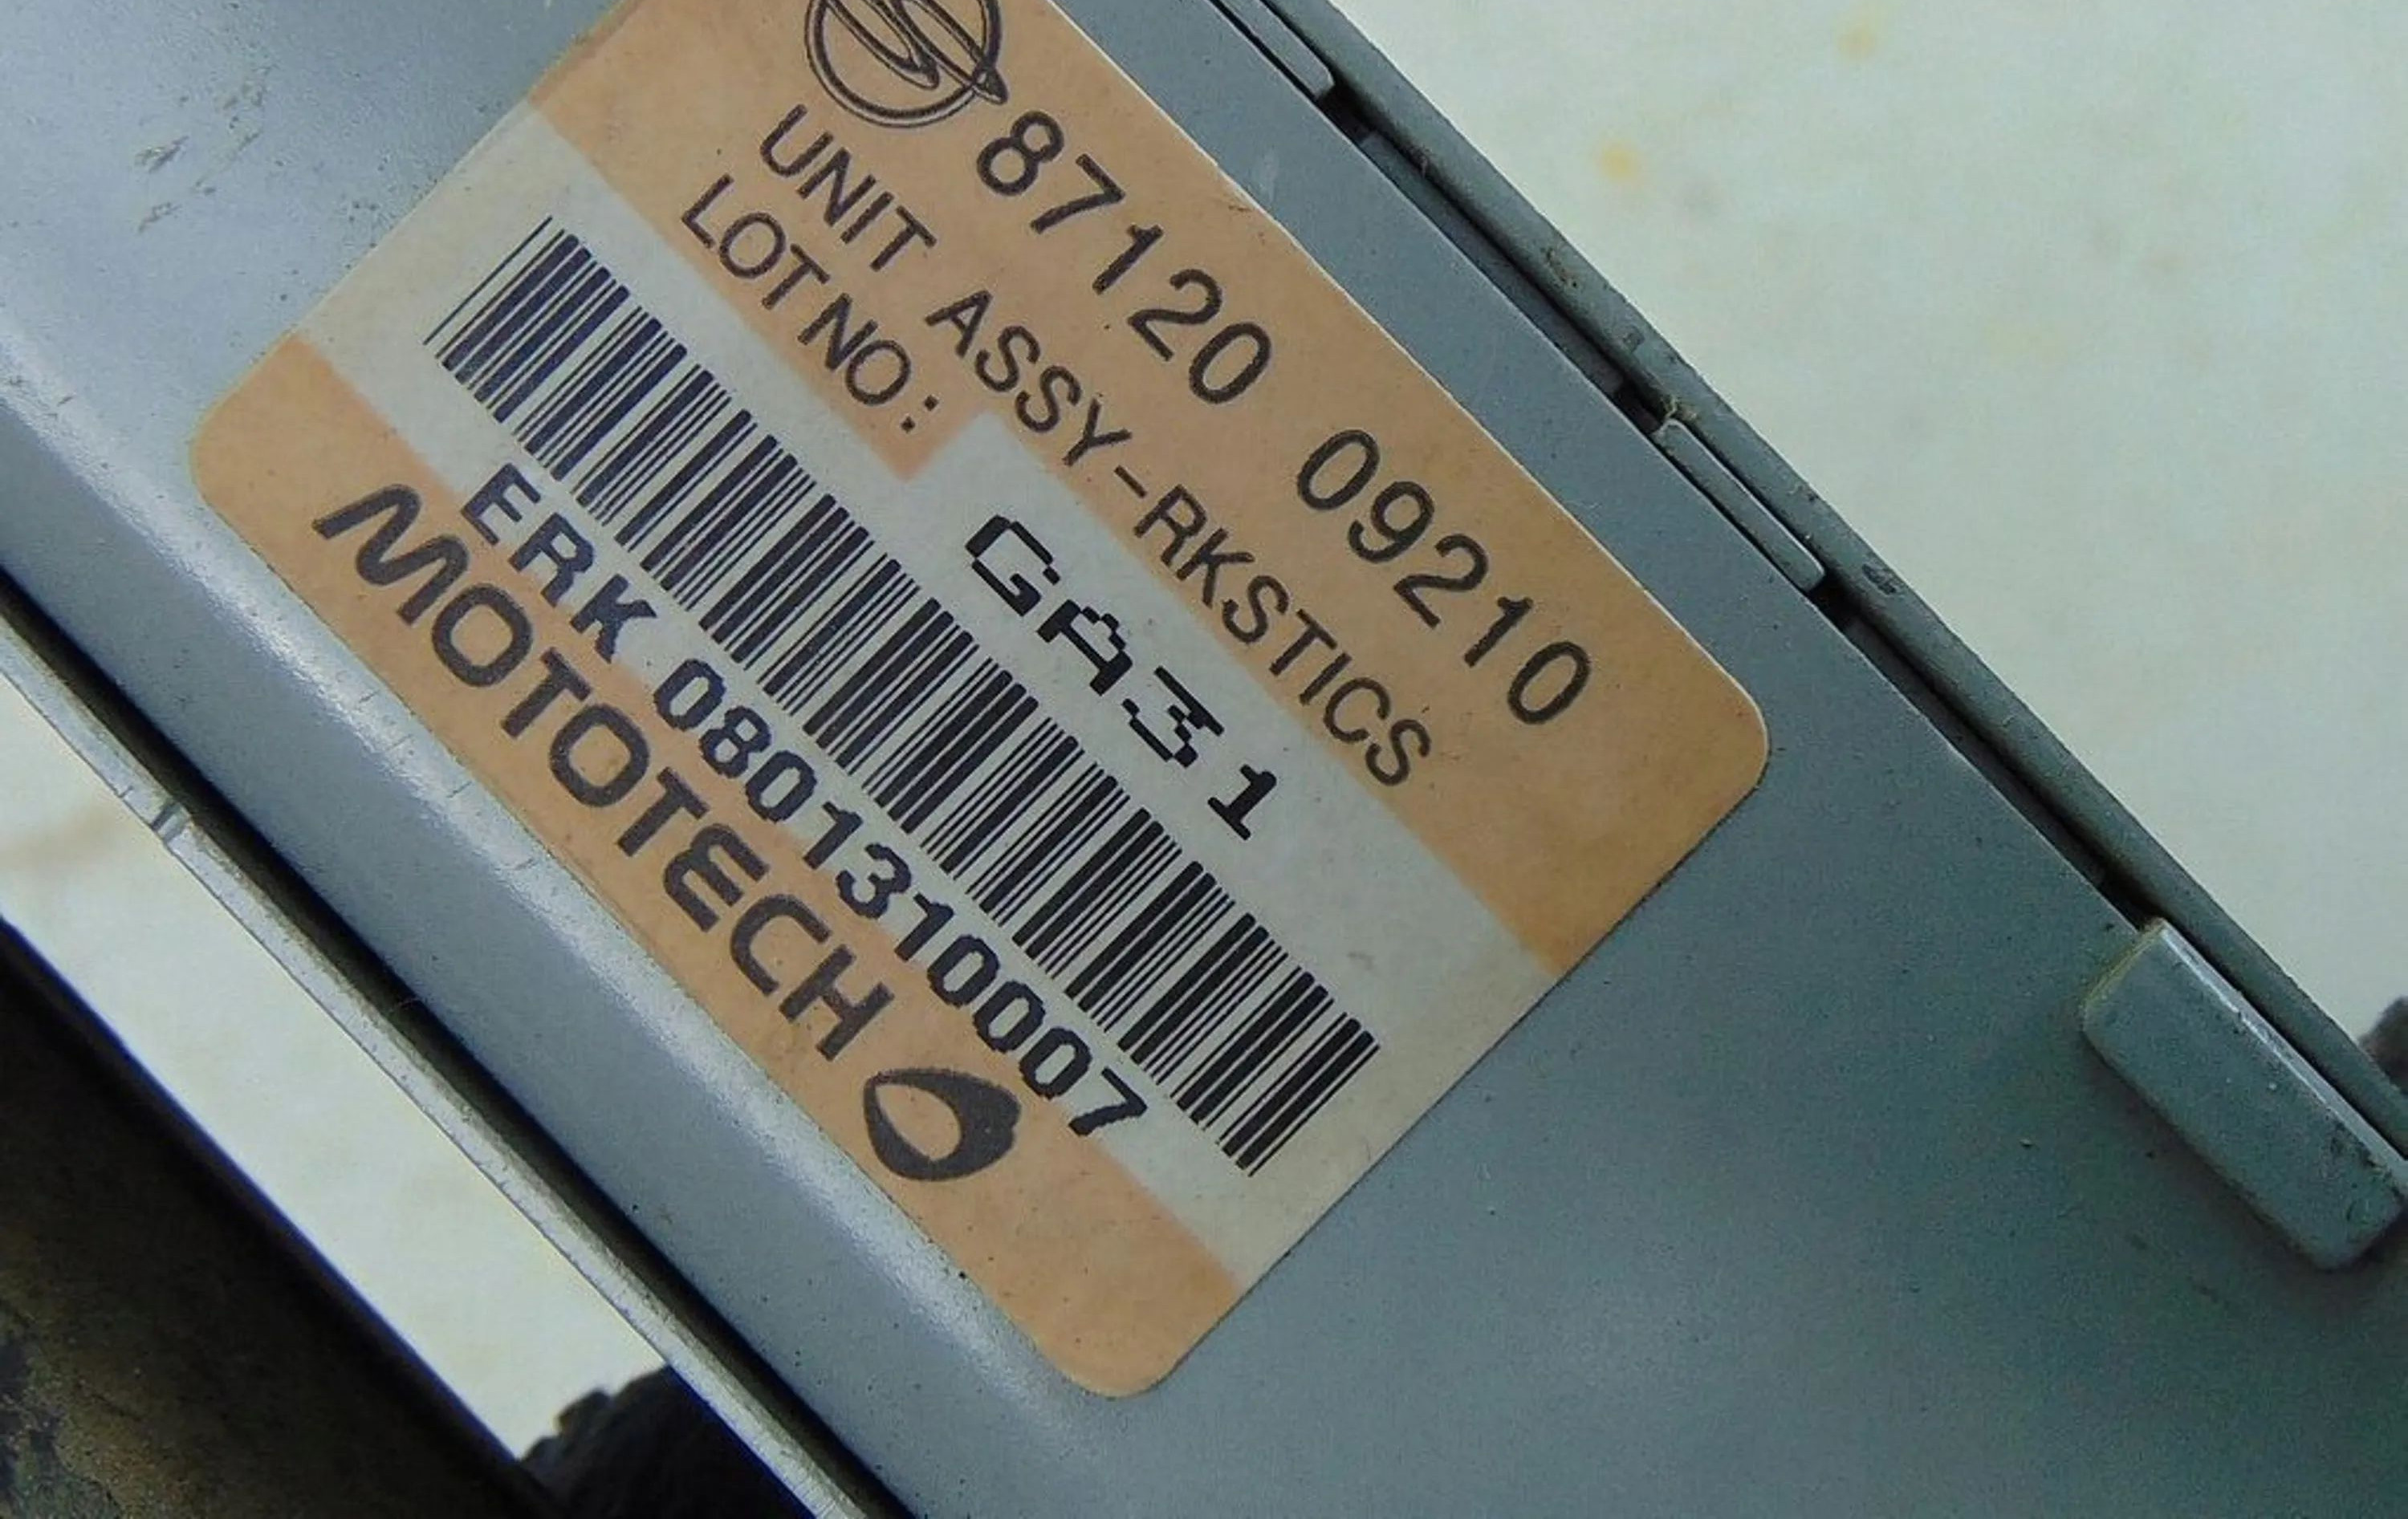 87120 09210
UNIT ASSY-RKSTICS
LOT NO: GA31
ERK 0801310007
MOTOTECH